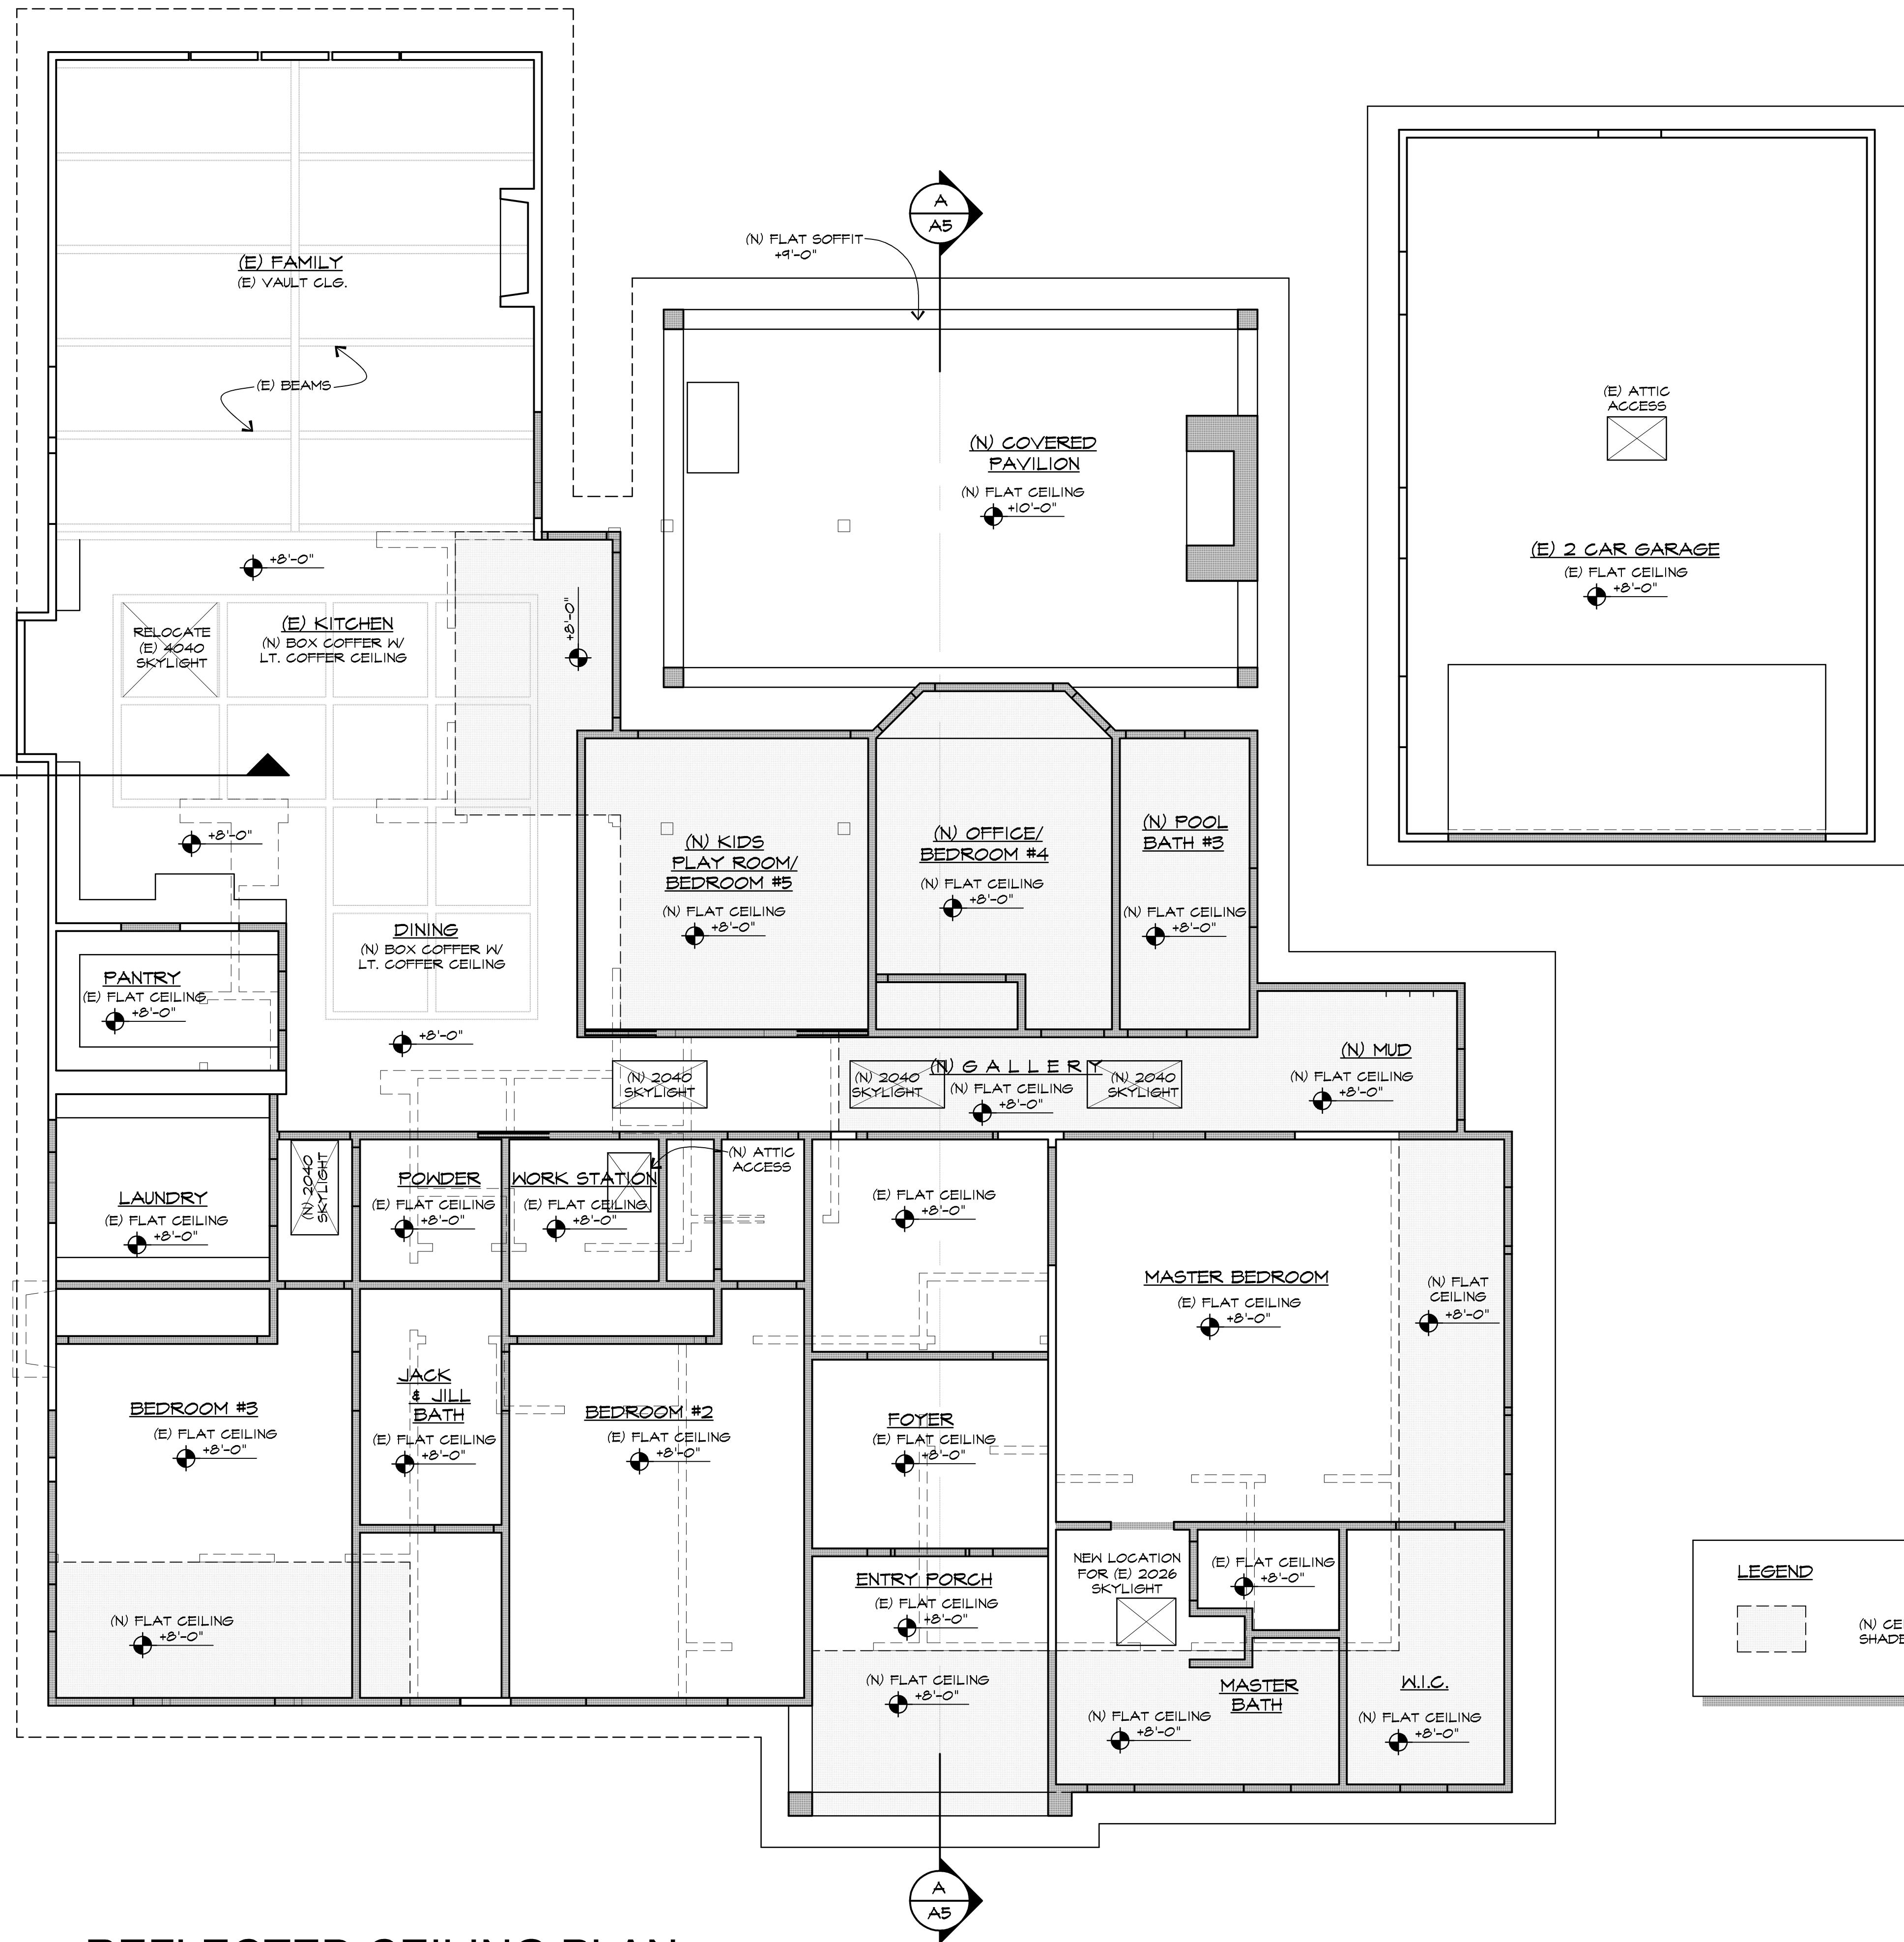 A
A5
(N) FLAT SOFFIT
+9'-0"
(E) FAMILY
(E) VAULT CLG.
(E) BEAMS
(E) ATTIC
ACCESS
(N) COVERED
PAVILION
(N) FLAT CEILING
+10'-0"
(E) 2 CAR GARAGE
(E) FLAT CEILING
+8'-0"
+8'-0"
+8'-0"
RELOCATE
(E) 4040
SKYLIGHT
(E) KITCHEN
(N) BOX COFFER W/
LT. COFFER CEILING
+8'-0"
(N) KIDS
PLAY ROOM/
BEDROOM #5
(N) FLAT CEILING
+8'-0"
(N) OFFICE/
BEDROOM #4
(N) FLAT CEILING
+8'-0"
(N) POOL
BATH #3
(N) FLAT CEILING
+8'-0"
DINING
(N) BOX COFFER W/
LT. COFFER CEILING
PANTRY
(E) FLAT CEILING
+8'-0"
+8'-0"
(N) 2040
SKYLIGHT
(N) 2040
SKYLIGHT
(N) GALLERY
(N) FLAT CEILING
+8'-0"
(N) 2040
SKYLIGHT
(N) MUD
(N) FLAT CEILING
+8'-0"
LAUNDRY
(E) FLAT CEILING
+8'-0"
(N) 2040
SKYLIGHT
POWDER
(E) FLAT CEILING
+8'-0"
WORK STATION
(E) FLAT CEILING
+8'-0"
(N) ATTIC
ACCESS
(E) FLAT CEILING
+8'-0"
MASTER BEDROOM
(E) FLAT CEILING
+8'-0"
(N) FLAT
CEILING
+8'-0"
BEDROOM #3
(E) FLAT CEILING
+8'-0"
JACK
& JILL
BATH
(E) FLAT CEILING
+8'-0"
BEDROOM #2
(E) FLAT CEILING
+8'-0"
FOYER
(E) FLAT CEILING
+8'-0"
NEW LOCATION
FOR (E) 2026
SKYLIGHT
(E) FLAT CEILING
+8'-0"
ENTRY PORCH
(E) FLAT CEILING
+8'-0"
(N) FLAT CEILING
+8'-0"
(N) FLAT CEILING
+8'-0"
MASTER
BATH
(N) FLAT CEILING
+8'-0"
W.I.C.
(N) FLAT CEILING
+8'-0"
LEGEND
(N) CE
SHADE
A
A5
REFLECTED CEILING PLAN